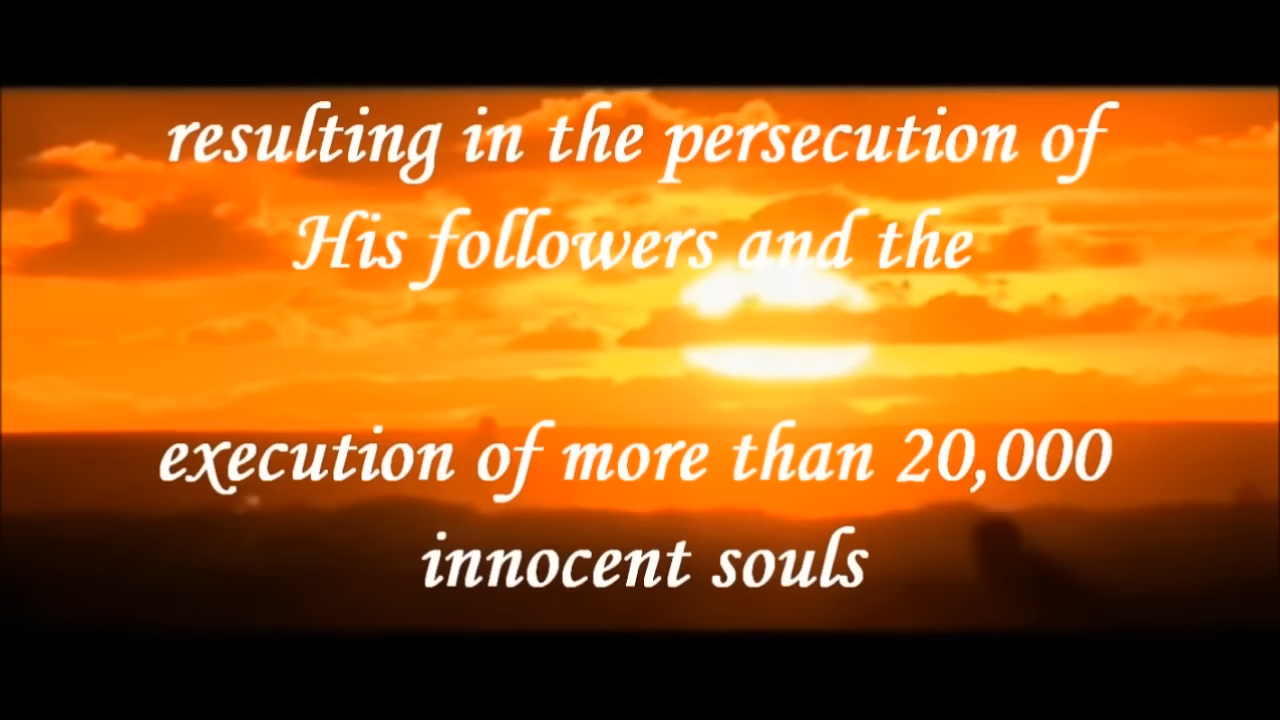 resulting in the persecution of
His followers and the
execution of more than 20,000
innocent souls